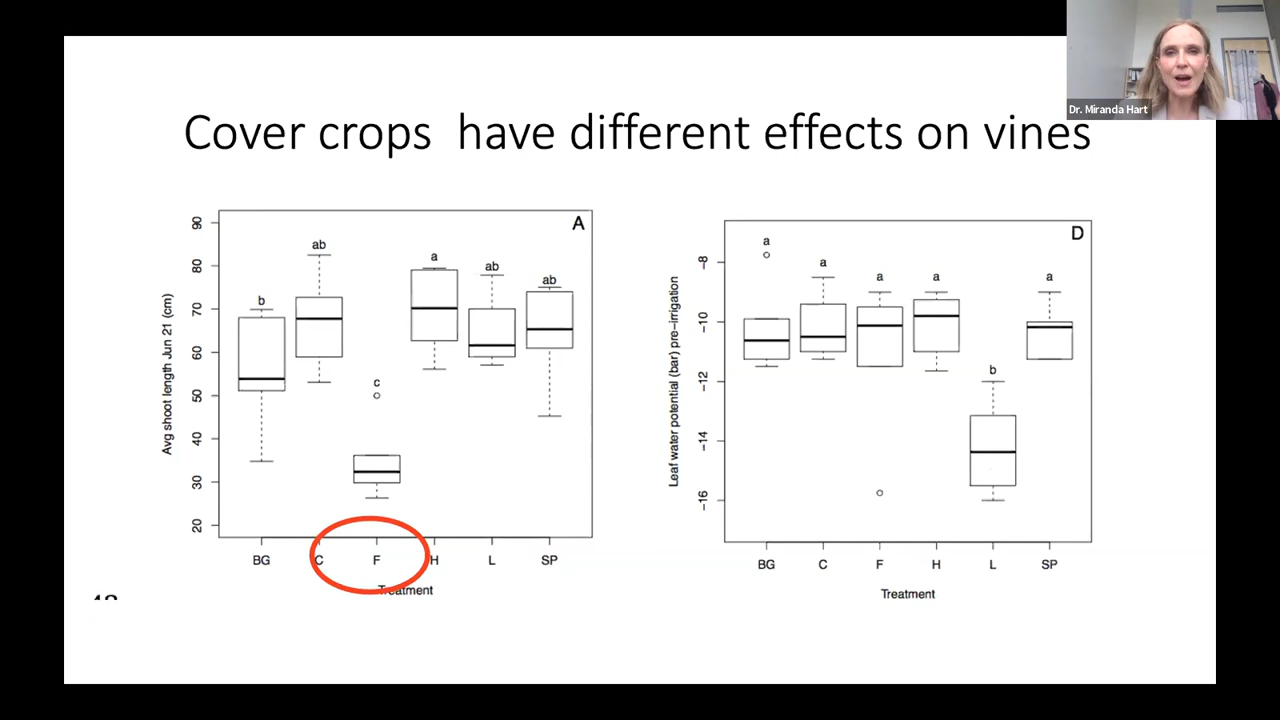 Dr. Miranda Hart
Cover crops have different effects on vines
A
Avg shoot length Jun 21 (cm)
90
80
70
60
50
40
30
20
b
ab
c
a
ab
ab
BG C F H L SP
Treatment
D
Leaf water potential (bar) pre-irrigation
-8
-10
-12
-14
-16
a
a
a
a
b
a
BG C F H L SP
Treatment